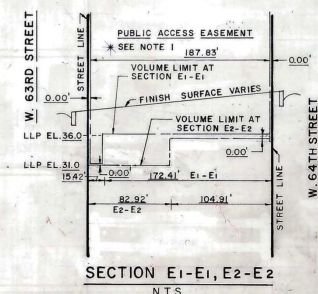 PUBLIC ACCESS EASEMENT
* SEE NOTE 1
187.83'
W. 63RD STREET
STREET LINE
0.00'
VOLUME LIMIT AT
SECTION E1-E1
0.00'
FINISH SURFACE VARIES
VOLUME LIMIT AT
SECTION E2-E2
LLP EL.36.0
0.00'
LLP EL.31.0
0.00'
15.42'
172.41' E1-E1
W. 64TH STREET
STREET LINE
82.92'
104.91'
E2-E2
SECTION E1-E1, E2-E2
N.T.S.